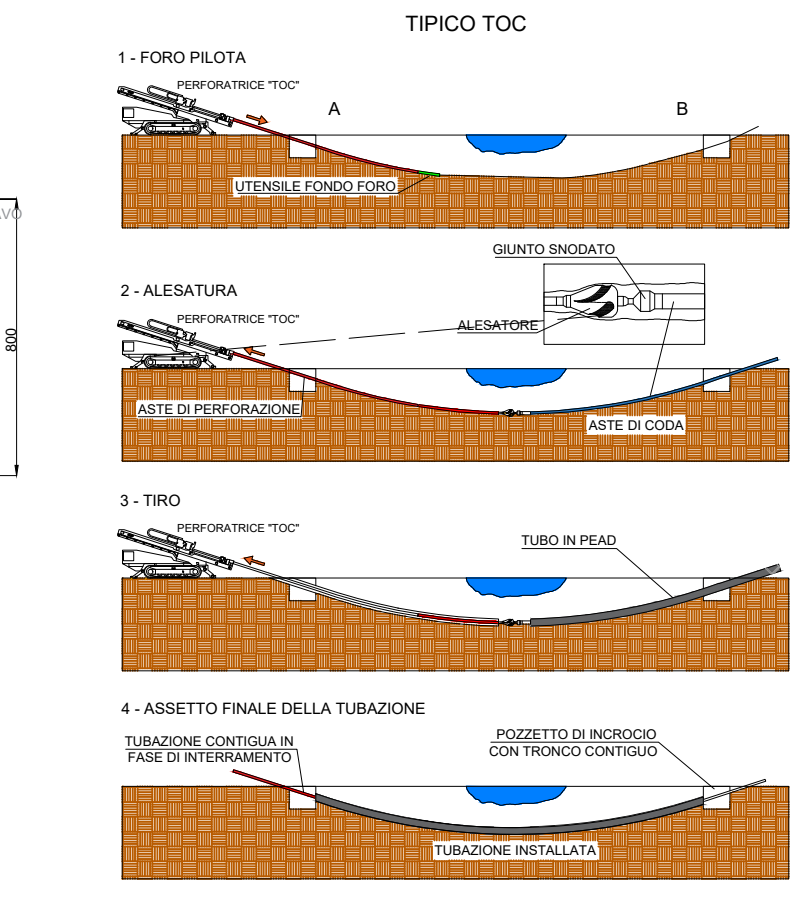 TIPICO TOC
1 - FORO PILOTA
PERFORATRICE "TOC"
A
B
UTENSILE FONDO FORO
GIUNTO SNODATO
2 - ALESATURA
PERFORATRICE "TOC"
ALESATORE
800
ASTE DI PERFORAZIONE
ASTE DI CODA
3 - TIRO
PERFORATRICE "TOC"
TUBO IN PEAD
4 - ASSETTO FINALE DELLA TUBAZIONE
TUBAZIONE CONTIGUA IN
FASE DI INTERRAMENTO
POZZETTO DI INCROCIO
CON TRONCO CONTIGUO
TUBAZIONE INSTALLATA